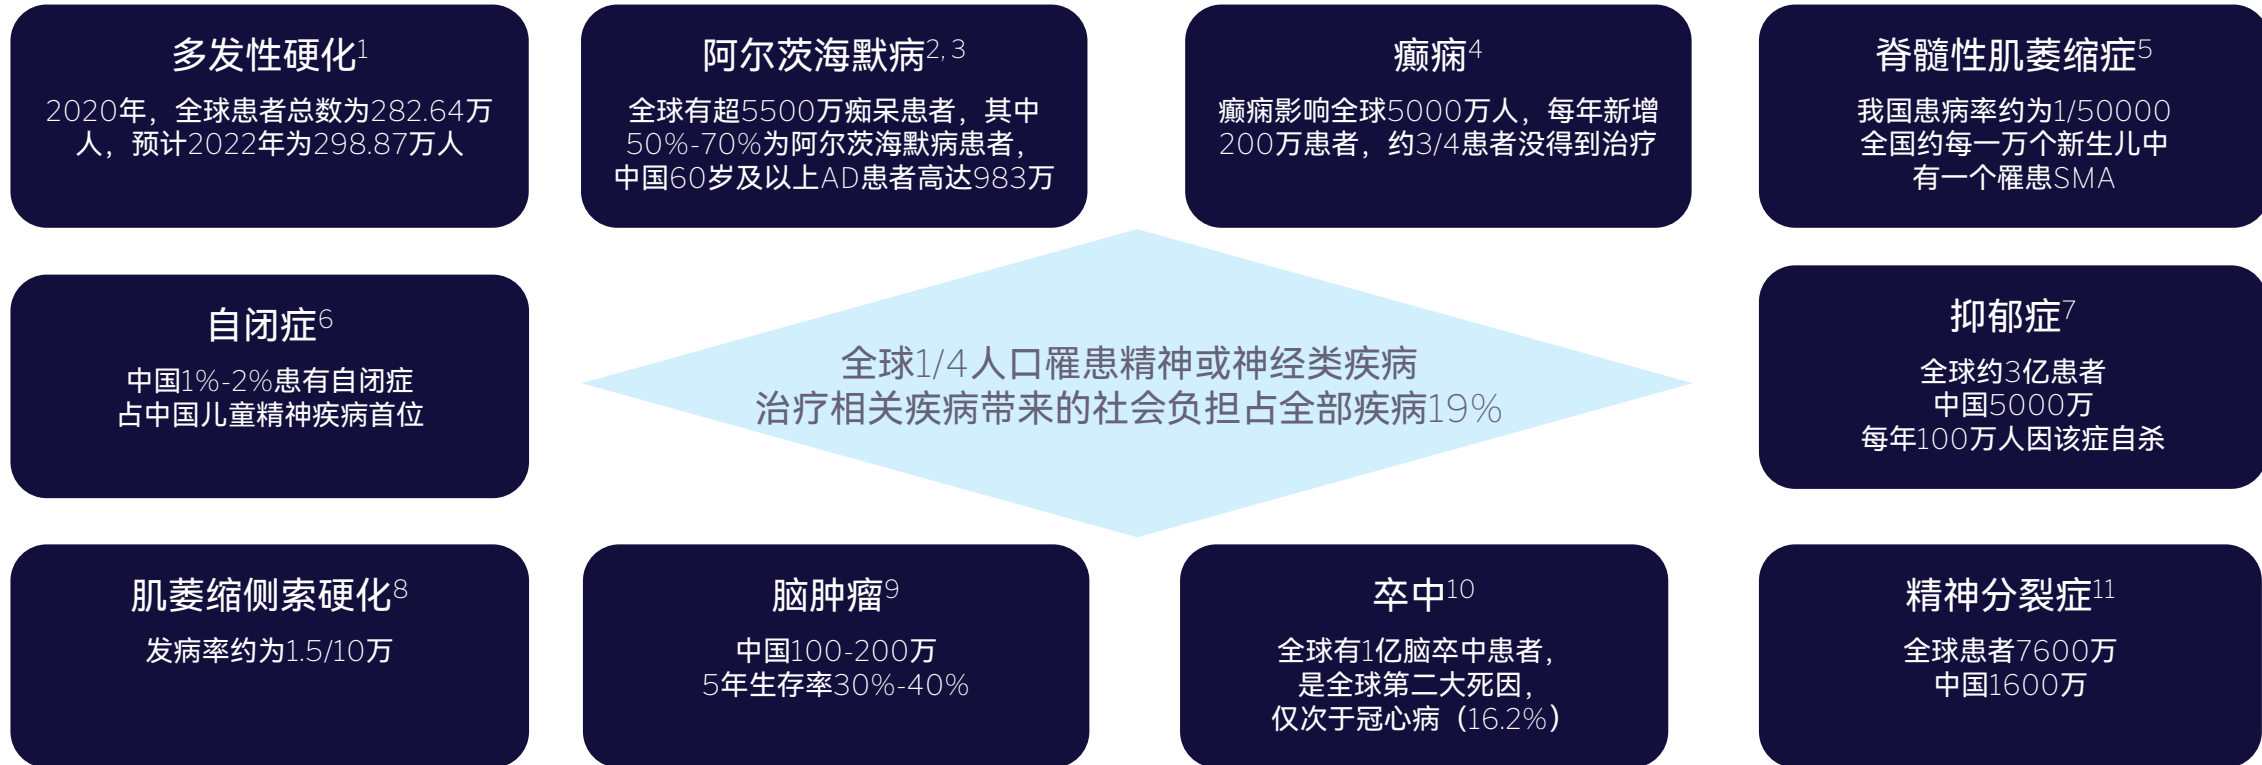 多发性硬化1
2020年，全球患者总数为282.64万
人，预计2022年为298.87万人
阿尔茨海默病2, 3
全球有超5500万痴呆患者，其中
50%-70%为阿尔茨海默病患者，
中国60岁及以上AD患者高达983万
癫痫4
癫痫影响全球5000万人，每年新增
200万患者，约3/4患者没得到治疗
脊髓性肌萎缩症5
我国患病率约为1/50000
全国约每一万个新生儿中
有一个罹患SMA
自闭症6
中国1%-2%患有自闭症
占中国儿童精神疾病首位
全球1/4人口罹患精神或神经类疾病
治疗相关疾病带来的社会负担占全部疾病19%
抑郁症7
全球约3亿患者
中国5000万
每年100万人因该症自杀
肌萎缩侧索硬化8
发病率约为1.5/10万
脑肿瘤9
中国100-200万
5年生存率30%-40%
卒中10
全球有1亿脑卒中患者，
是全球第二大死因，
仅次于冠心病（16.2%）
精神分裂症11
全球患者7600万
中国1600万